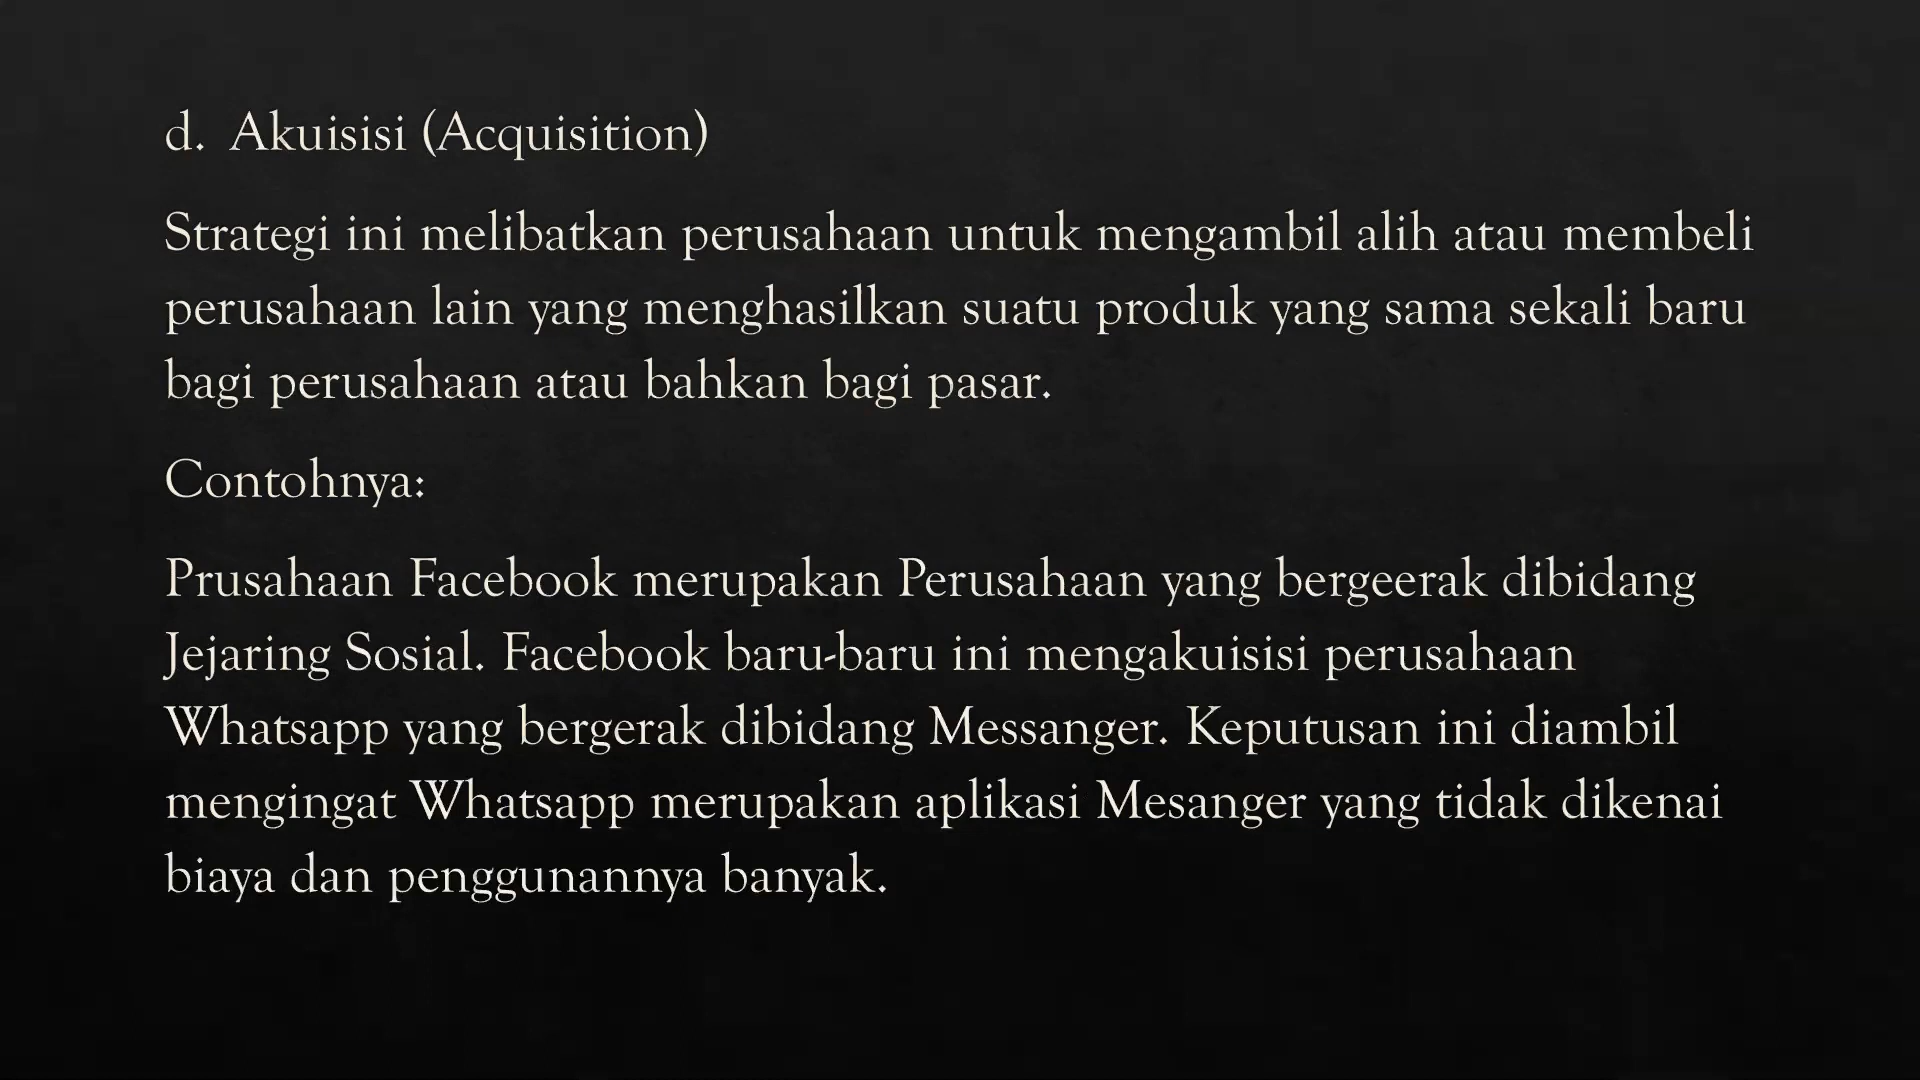 d. Akuisisi (Acquisition)
Strategi ini melibatkan perusahaan untuk mengambil alih atau membeli
perusahaan lain yang menghasilkan suatu produk yang sama sekali baru
bagi perusahaan atau bahkan bagi pasar.
Contohnya:
Prusahaan Facebook merupakan Perusahaan yang bergeerak dibidang
Jejaring Sosial. Facebook baru-baru ini mengakuisisi perusahaan
Whatsapp yang bergerak dibidang Messanger. Keputusan ini diambil
mengingat Whatsapp merupakan aplikasi Mesanger yang tidak dikenai
biaya dan penggunannya banyak.